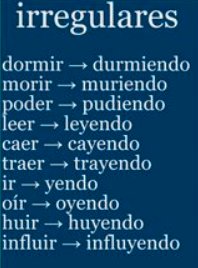 irregulares
dormir → durmiendo
morir → muriendo
poder → pudiendo
leer → leyendo
caer → cayendo
traer → trayendo
ir → yendo
oír → oyendo
huir → huyendo
influir → influyendo